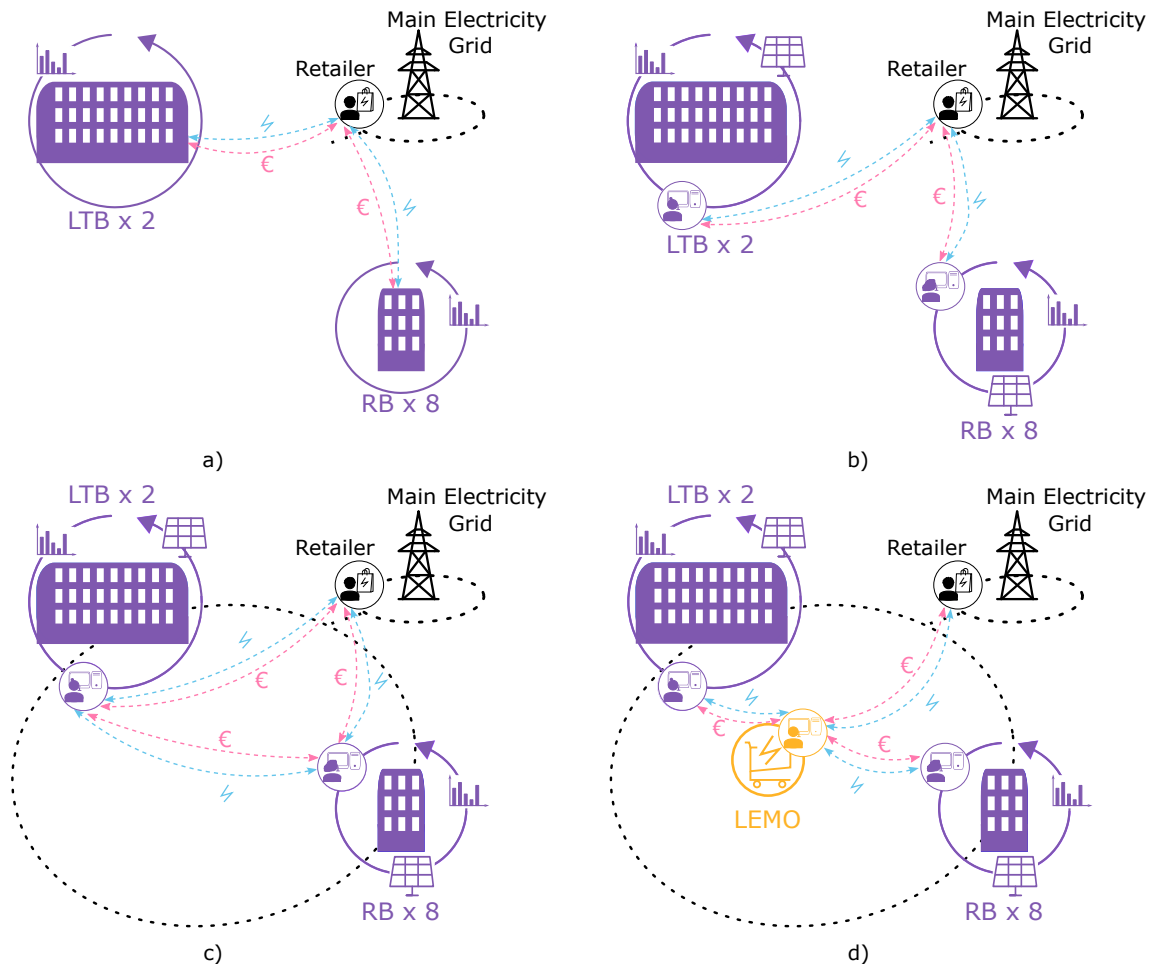 Main Electricity
Grid
Retailer
€
LTB x 2
€
RB x 8
a)
Main Electricity
Grid
Retailer
€
LTB x 2
€
RB x 8
b)
LTB x 2
Main Electricity
Grid
Retailer
€
€
€
RB x 8
c)
LTB x 2
Main Electricity
Grid
Retailer
€
€
€
LEMO
RB x 8
d)